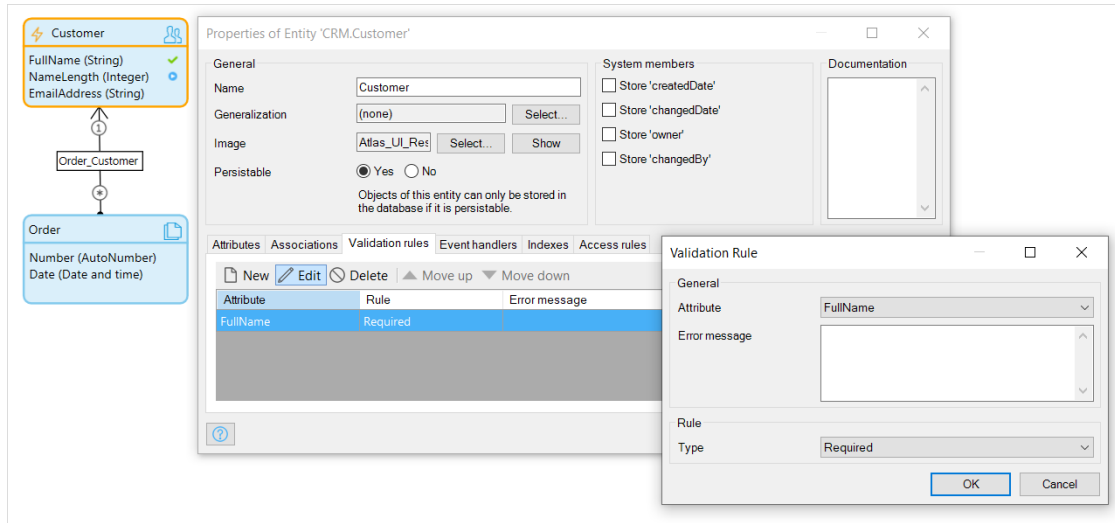 Customer
FullName (String)
NameLength (Integer)
EmailAddress (String)
1
Order_Customer
*
Order
Number (AutoNumber)
Date (Date and time)
Properties of Entity 'CRM.Customer'
General
Name
Customer
Generalization
(none)
Select...
Image
Atlas_UI_Res
Select...
Show
Persistable
Yes
No
Objects of this entity can only be stored in
the database if it is persistable.
System members
Store 'createdDate'
Store 'changedDate'
Store 'owner'
Store 'changedBy'
Documentation
Attributes Associations Validation rules Event handlers Indexes Access rules
New Edit Delete Move up Move down
Attribute Rule Error message
FullName Required
?
Validation Rule
General
Attribute
FullName
Error message
Rule
Type
Required
OK
Cancel